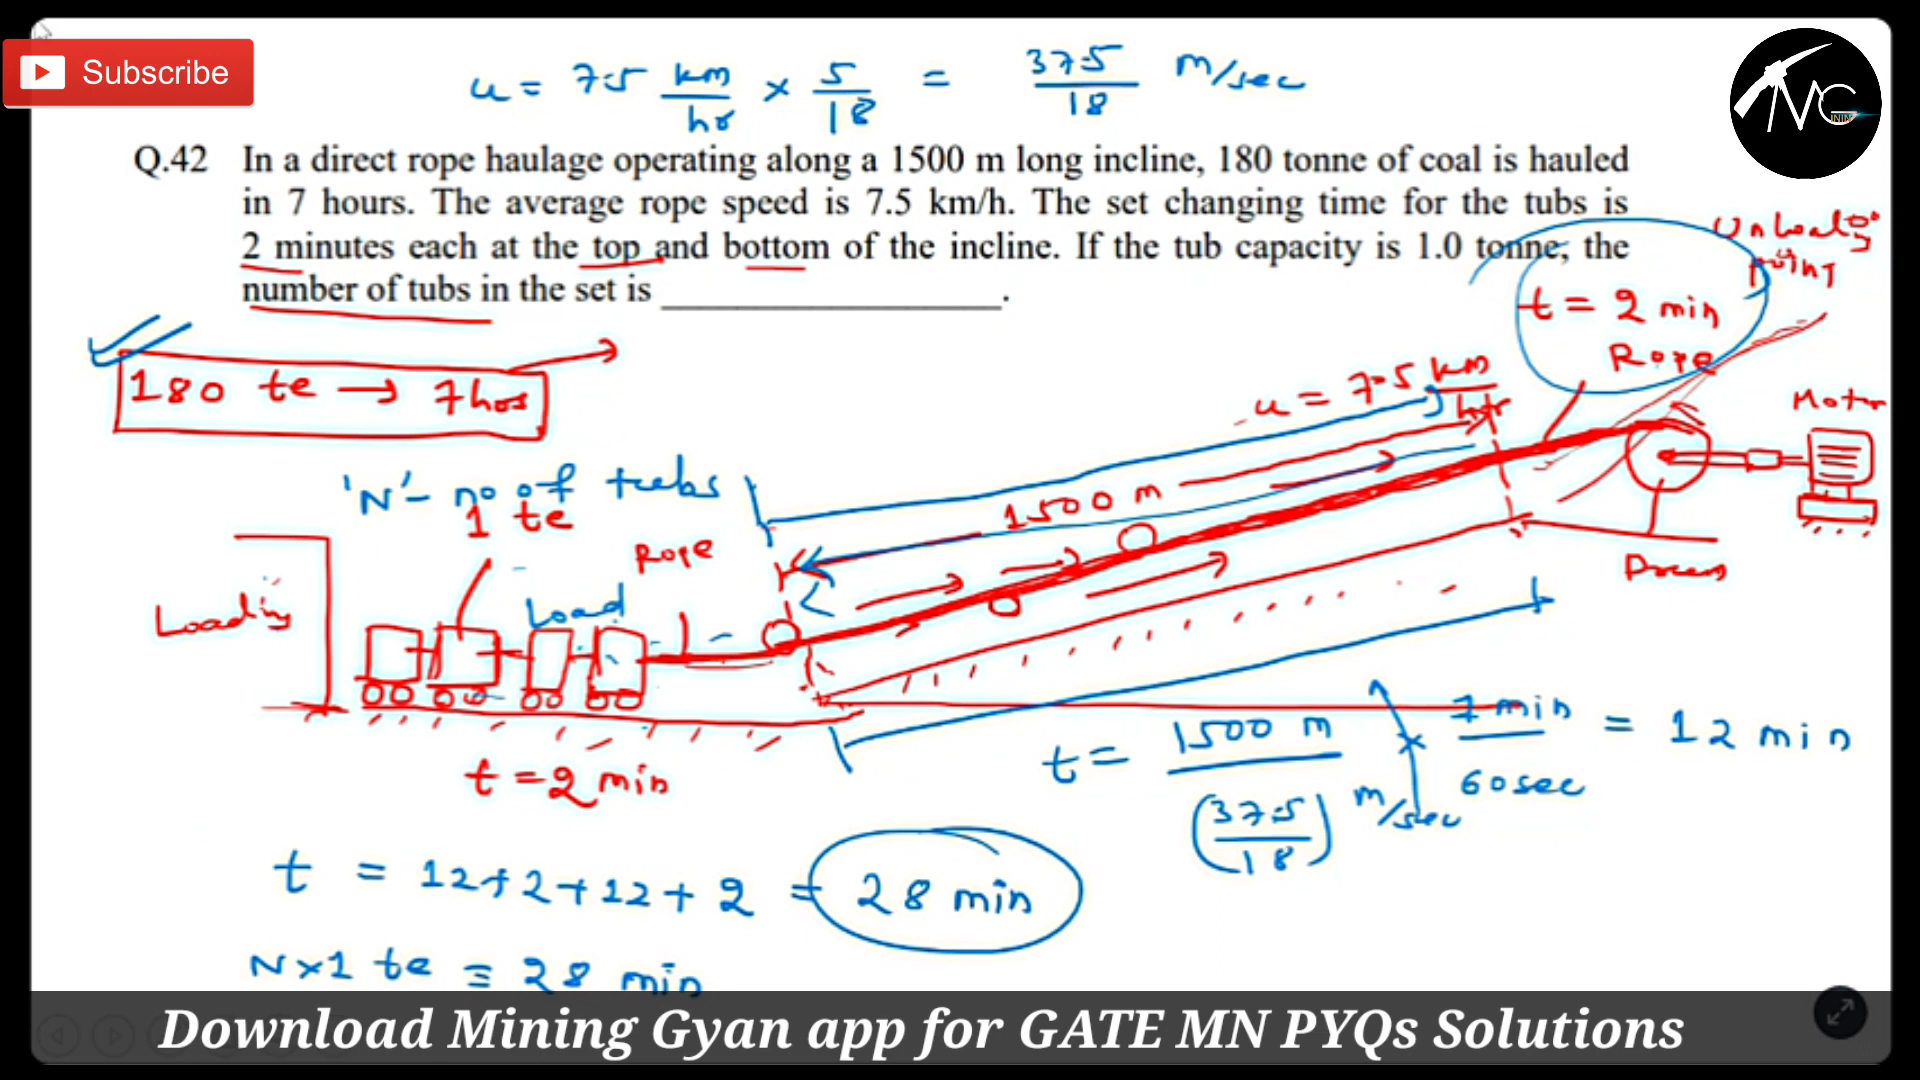 Subscribe
u = 7.5 km/hr × 5/18 = 37.5/18 m/sec
MG
ININ
Q.42 In a direct rope haulage operating along a 1500 m long incline, 180 tonne of coal is hauled
in 7 hours. The average rope speed is 7.5 km/h. The set changing time for the tubs is
2 minutes each at the top and bottom of the incline. If the tub capacity is 1.0 tonne, the
number of tubs in the set is ____________________.
Unloading point
t = 2 min
Rope
180 te → 7 hrs
u = 7.5 km/hr
Motor
'N' - no of tubs
1 te
1500 m
Rope
Drum
Loading
Load
t = 2 min
t = 1500 m / (37.5/18) m/sec × 1 min / 60 sec = 12 min
t = 12 + 2 + 12 + 2 = 28 min
N×1 te ≡ 28 min
Download Mining Gyan app for GATE MN PYQs Solutions